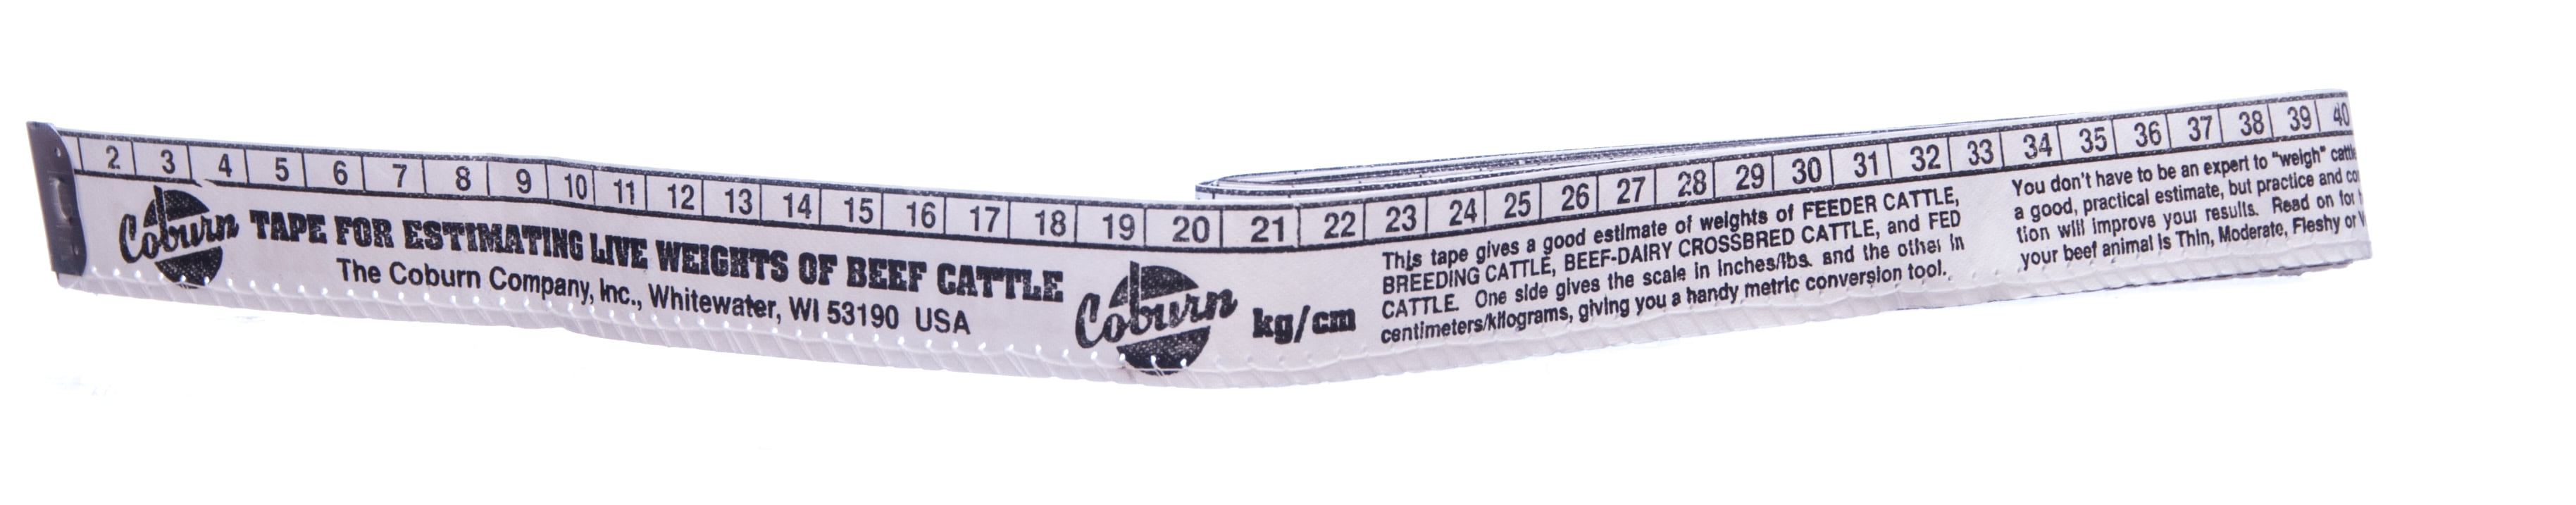 2 3 4 5 6 7 8 9 10 11 12 13 14 15 16 17 18 19 20 21 22 23 24 25 26 27 28 29 30 31 32 33 34 35 36 37 38 39 40
Coburn
TAPE FOR ESTIMATING LIVE WEIGHTS OF BEEF CATTLE
The Coburn Company, Inc., Whitewater, WI 53190 USA
Coburn
kg/cm
This tape gives a good estimate of weights of FEEDER CATTLE,
BREEDING CATTLE, BEEF-DAIRY CROSSBRED CATTLE, and FED
CATTLE. One side gives the scale in inches/lbs. and the other in
centimeters/kilograms, giving you a handy metric conversion tool.
You don't have to be an expert to "weigh"
a good, practical estimate, but practice and
tion will improve your results. Read on for
your beef animal is Thin, Moderate, Fleshy or